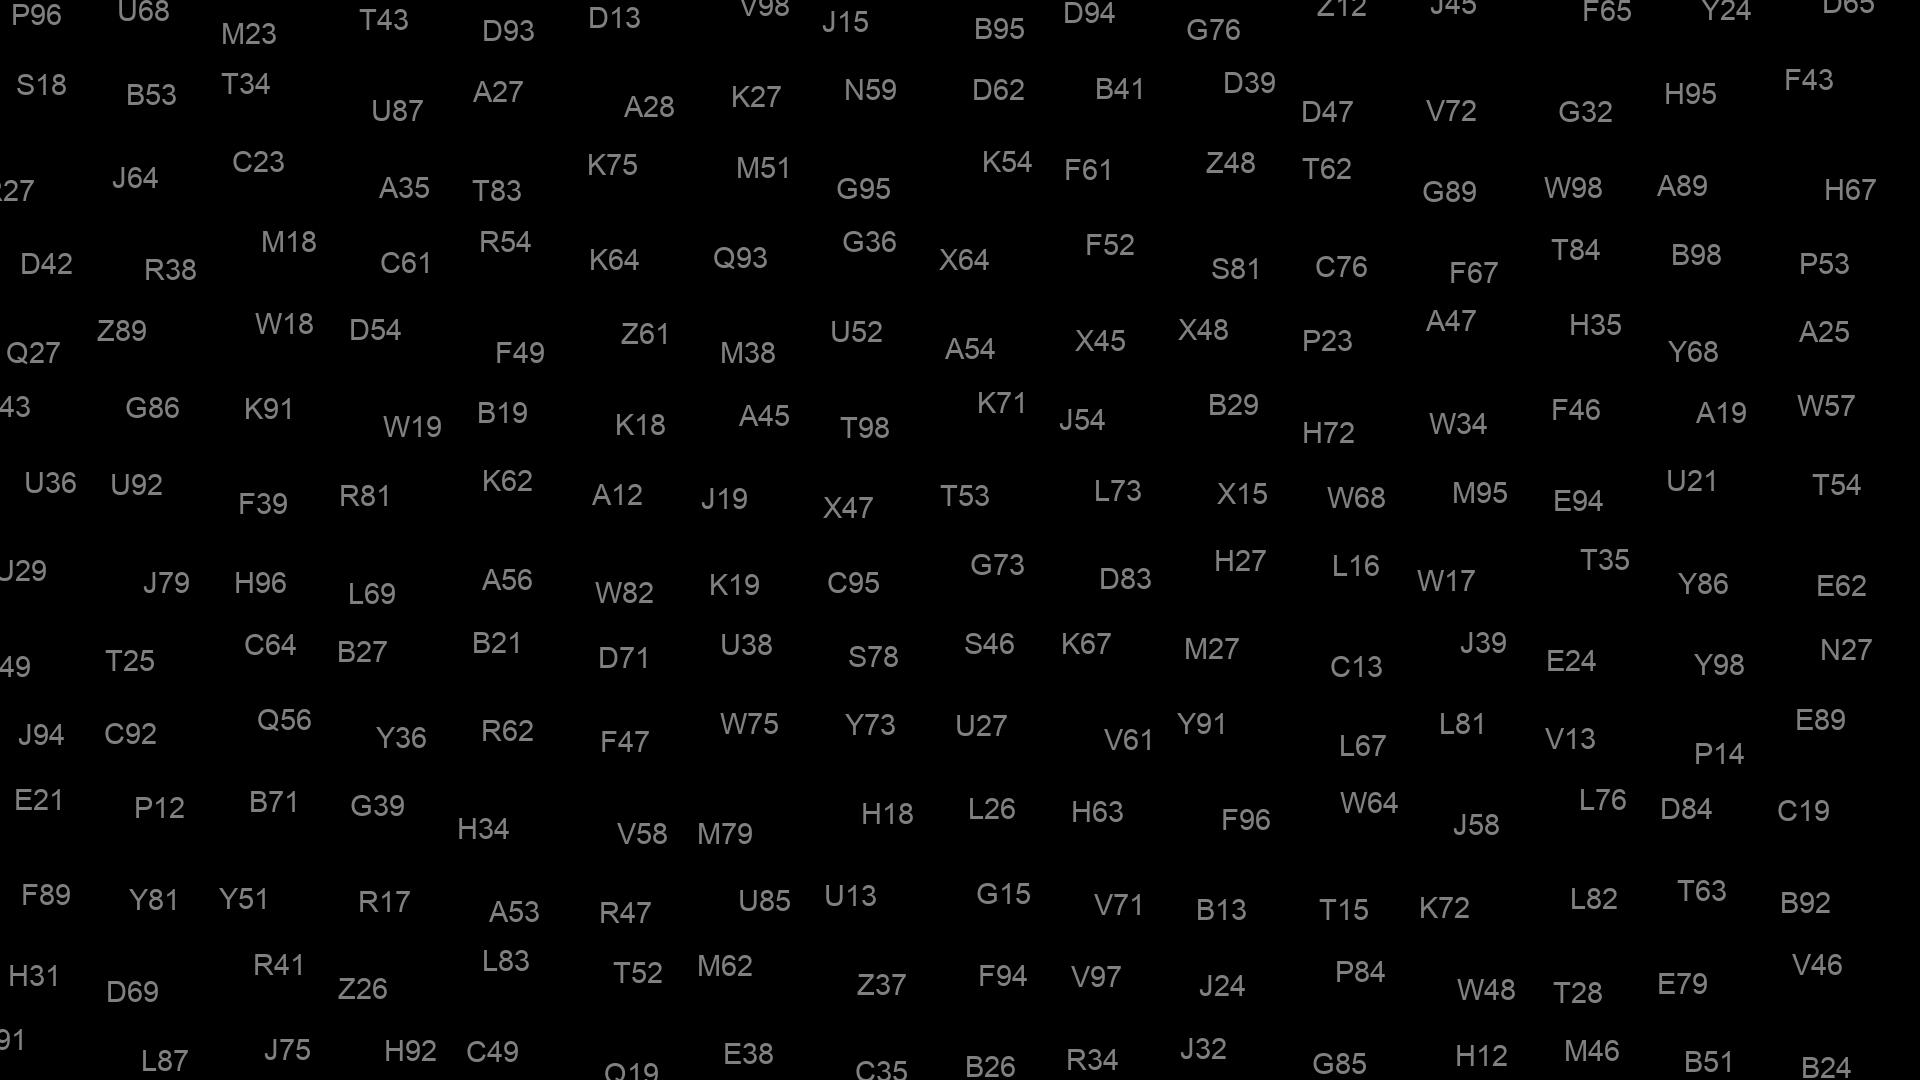 P96 U68 M23 T43 D93 D13 V98 J15 B95 D94 G76 Z12 J45 F65 Y24 D65
S18 B53 T34 U87 A27 A28 K27 N59 D62 B41 D39 D47 V72 G32 H95 F43
27 J64 C23 A35 T83 K75 M51 G95 K54 F61 Z48 T62 G89 W98 A89 H67
D42 R38 M18 C61 R54 K64 Q93 G36 X64 F52 S81 C76 F67 T84 B98 P53
Q27 Z89 W18 D54 F49 Z61 M38 U52 A54 X45 X48 P23 A47 H35 Y68 A25
43 G86 K91 W19 B19 K18 A45 T98 K71 J54 B29 H72 W34 F46 A19 W57
U36 U92 F39 R81 K62 A12 J19 X47 T53 L73 X15 W68 M95 E94 U21 T54
U29 J79 H96 L69 A56 W82 K19 C95 G73 D83 H27 L16 W17 T35 Y86 E62
49 T25 C64 B27 B21 D71 U38 S78 S46 K67 M27 C13 J39 E24 Y98 N27
J94 C92 Q56 Y36 R62 F47 W75 Y73 U27 V61 Y91 L67 L81 V13 P14 E89
E21 P12 B71 G39 H34 V58 M79 H18 L26 H63 F96 W64 J58 L76 D84 C19
F89 Y81 Y51 R17 A53 R47 U85 U13 G15 V71 B13 T15 K72 L82 T63 B92
H31 D69 R41 Z26 L83 T52 M62 Z37 F94 V97 J24 P84 W48 T28 E79 V46
91 L87 J75 H92 C49 Q19 E38 C35 B26 R34 J32 G85 H12 M46 B51 B24